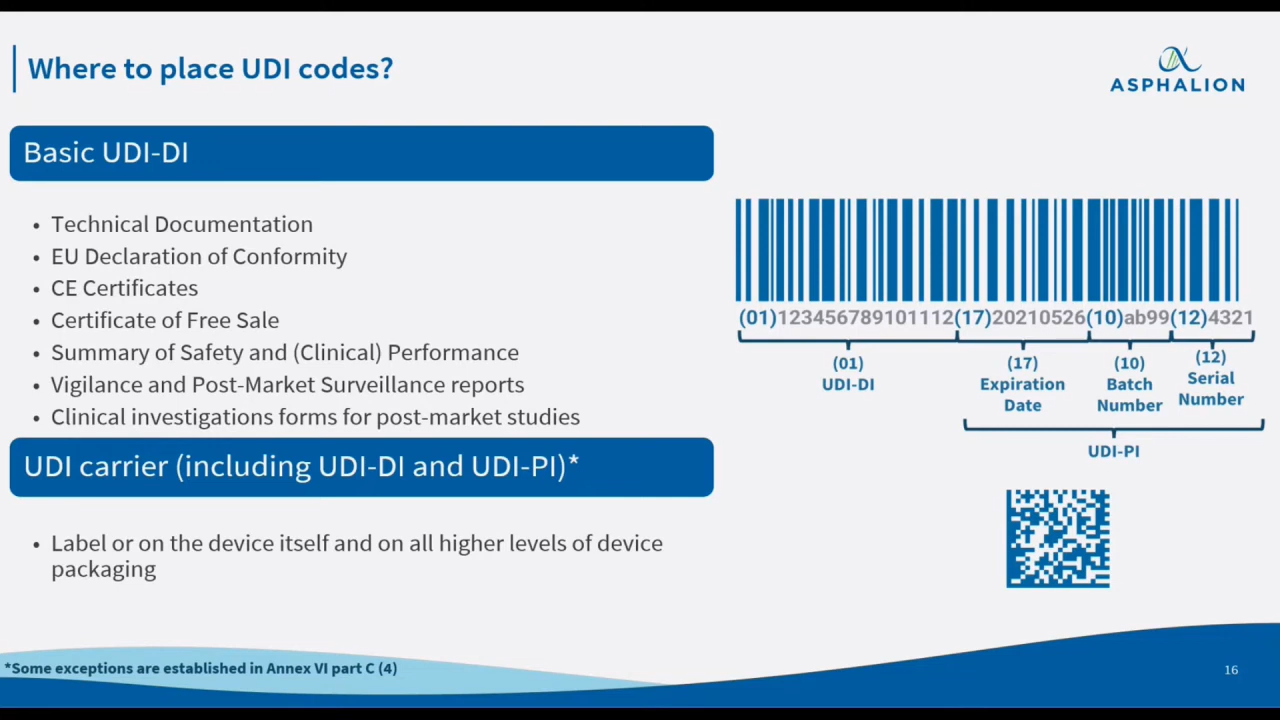 Where to place UDI codes?
ASPHALION
Basic UDI-DI
• Technical Documentation
• EU Declaration of Conformity
• CE Certificates
• Certificate of Free Sale
• Summary of Safety and (Clinical) Performance
• Vigilance and Post-Market Surveillance reports
• Clinical investigations forms for post-market studies
UDI carrier (including UDI-DI and UDI-PI)*
• Label or on the device itself and on all higher levels of device
packaging
(01)123456789101112(17)20210526(10)ab99(12)4321
(01)
UDI-DI
(17)
Expiration
Date
(10)
Batch
Number
(12)
Serial
Number
UDI-PI
*Some exceptions are established in Annex VI part C (4)
16